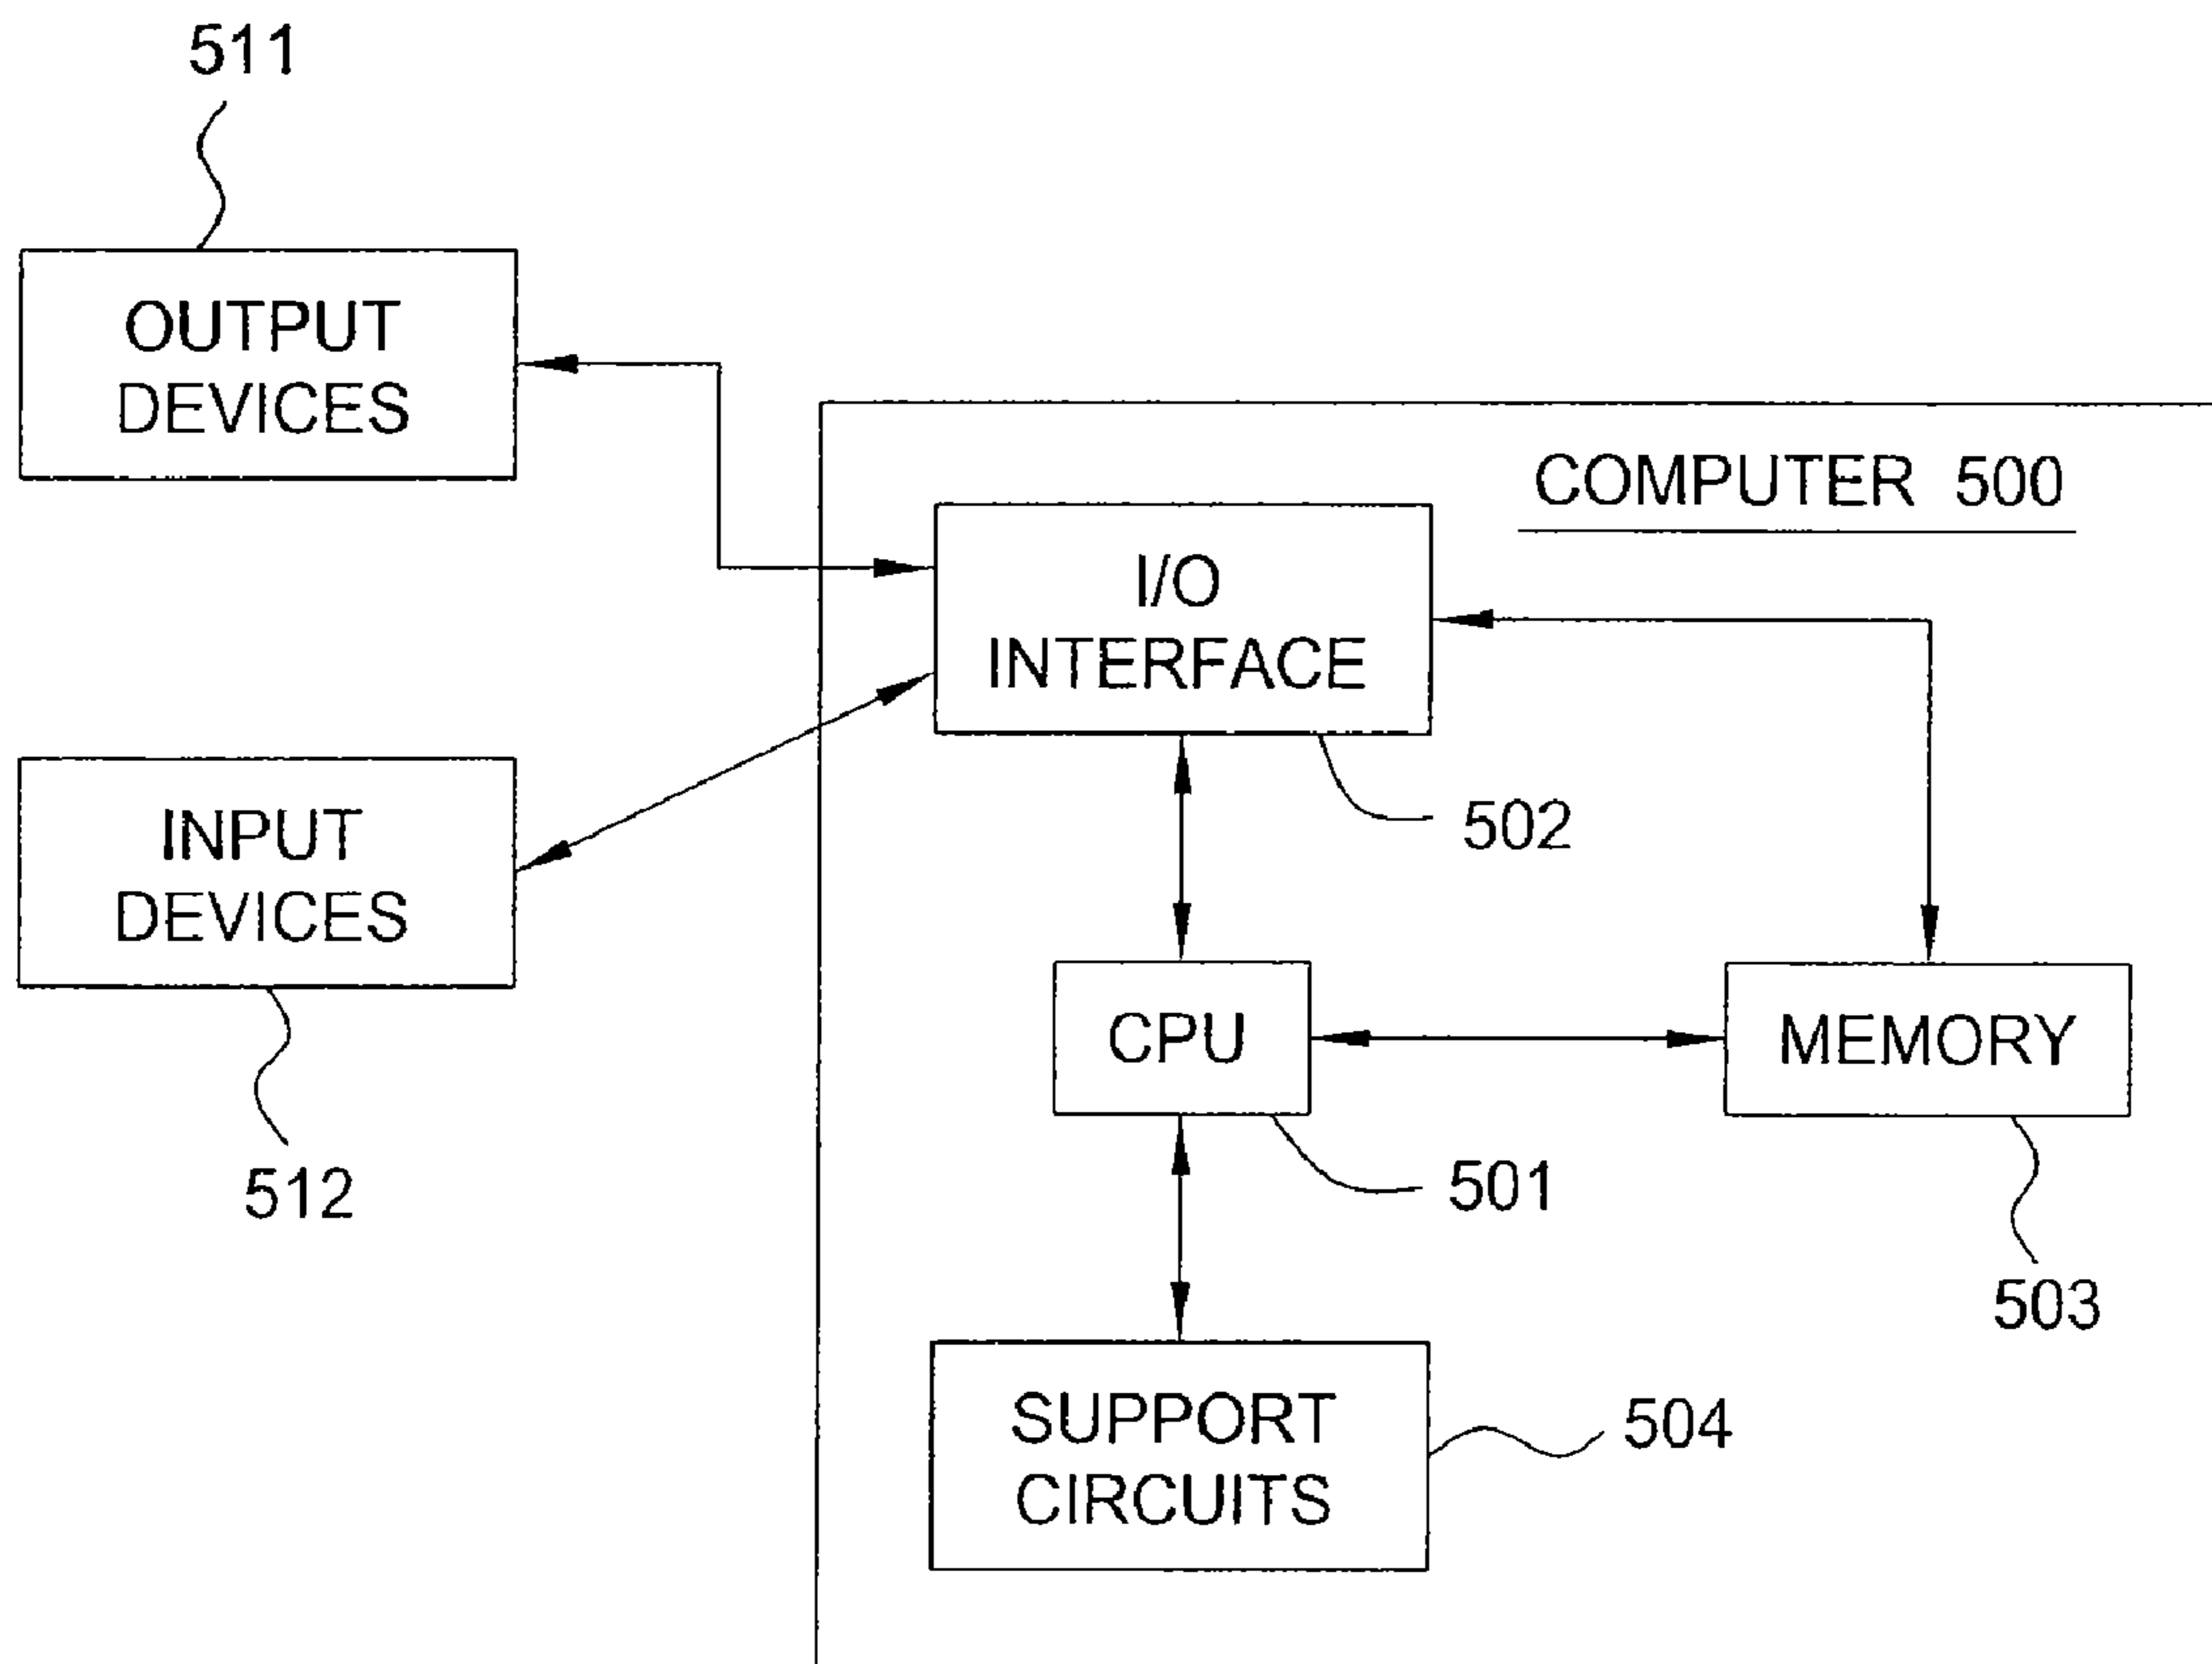 511
OUTPUT
DEVICES
COMPUTER 500
I/O
INTERFACE
502
INPUT
DEVICES
512
CPU
501
MEMORY
503
SUPPORT
CIRCUITS
504